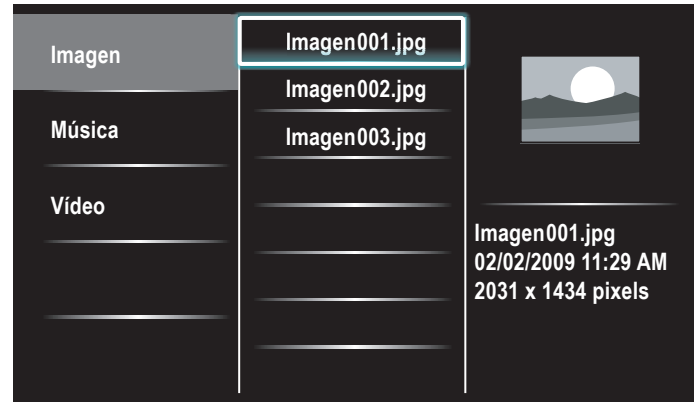 Imagen
Música
Vídeo
Imagen001.jpg
Imagen002.jpg
Imagen003.jpg
Imagen001.jpg
02/02/2009 11:29 AM
2031 x 1434 pixels